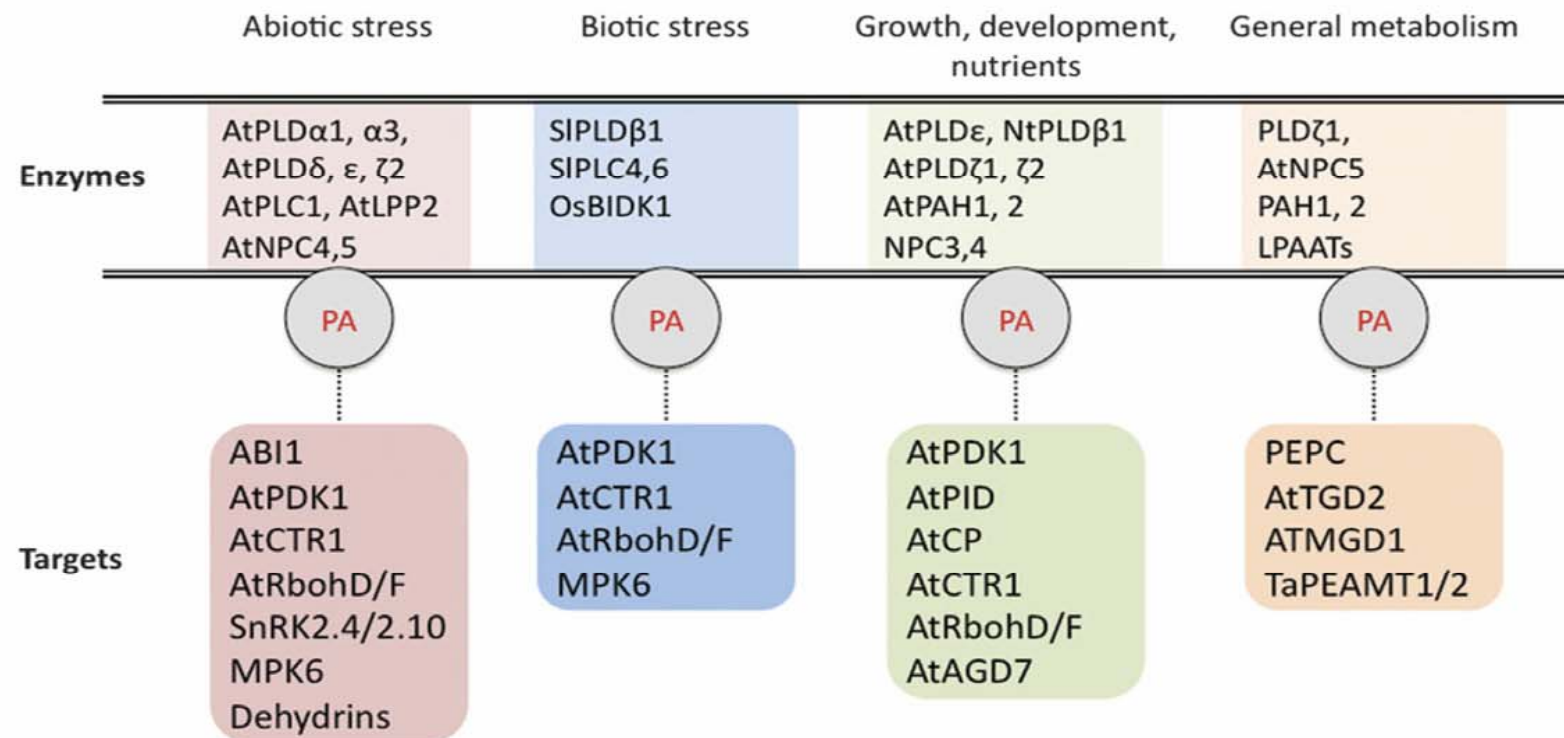 Abiotic stress
Biotic stress
Growth, development,
nutrients
General metabolism
Enzymes
AtPLDα1, α3,
AtPLDδ, ε, ζ2
AtPLC1, AtLPP2
AtNPC4,5
SlPLDβ1
SlPLC4,6
OsBIDK1
AtPLDε, NtPLDβ1
AtPLDζ1, ζ2
AtPAH1, 2
NPC3,4
PLDζ1,
AtNPC5
PAH1, 2
LPAATs
PA
PA
PA
PA
Targets
ABI1
AtPDK1
AtCTR1
AtRbohD/F
SnRK2.4/2.10
MPK6
Dehydrins
AtPDK1
AtCTR1
AtRbohD/F
MPK6
AtPDK1
AtPID
AtCP
AtCTR1
AtRbohD/F
AtAGD7
PEPC
AtTGD2
ATMGD1
TaPEAMT1/2